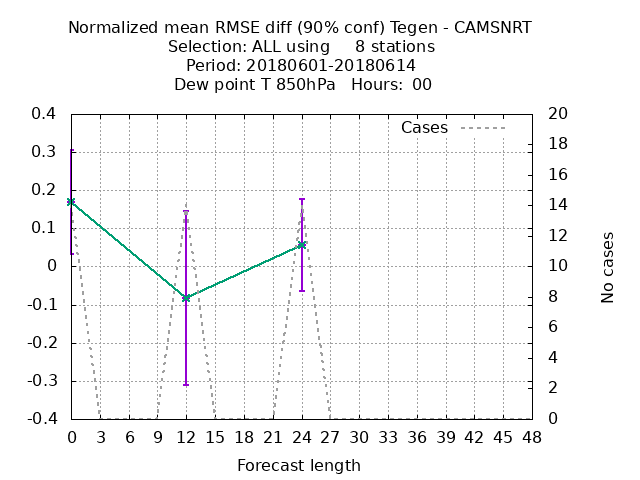 Normalized mean RMSE diff (90% conf) Tegen - CAMSNRT
Selection: ALL using     8 stations
Period: 20180601-20180614
Dew point T 850hPa   Hours:  00
Cases
0.4
0.3
0.2
0.1
0
-0.1
-0.2
-0.3
-0.4
20
18
16
14
12
10
8
6
4
2
0
No cases
0 3 6 9 12 15 18 21 24 27 30 33 36 39 42 45 48
Forecast length